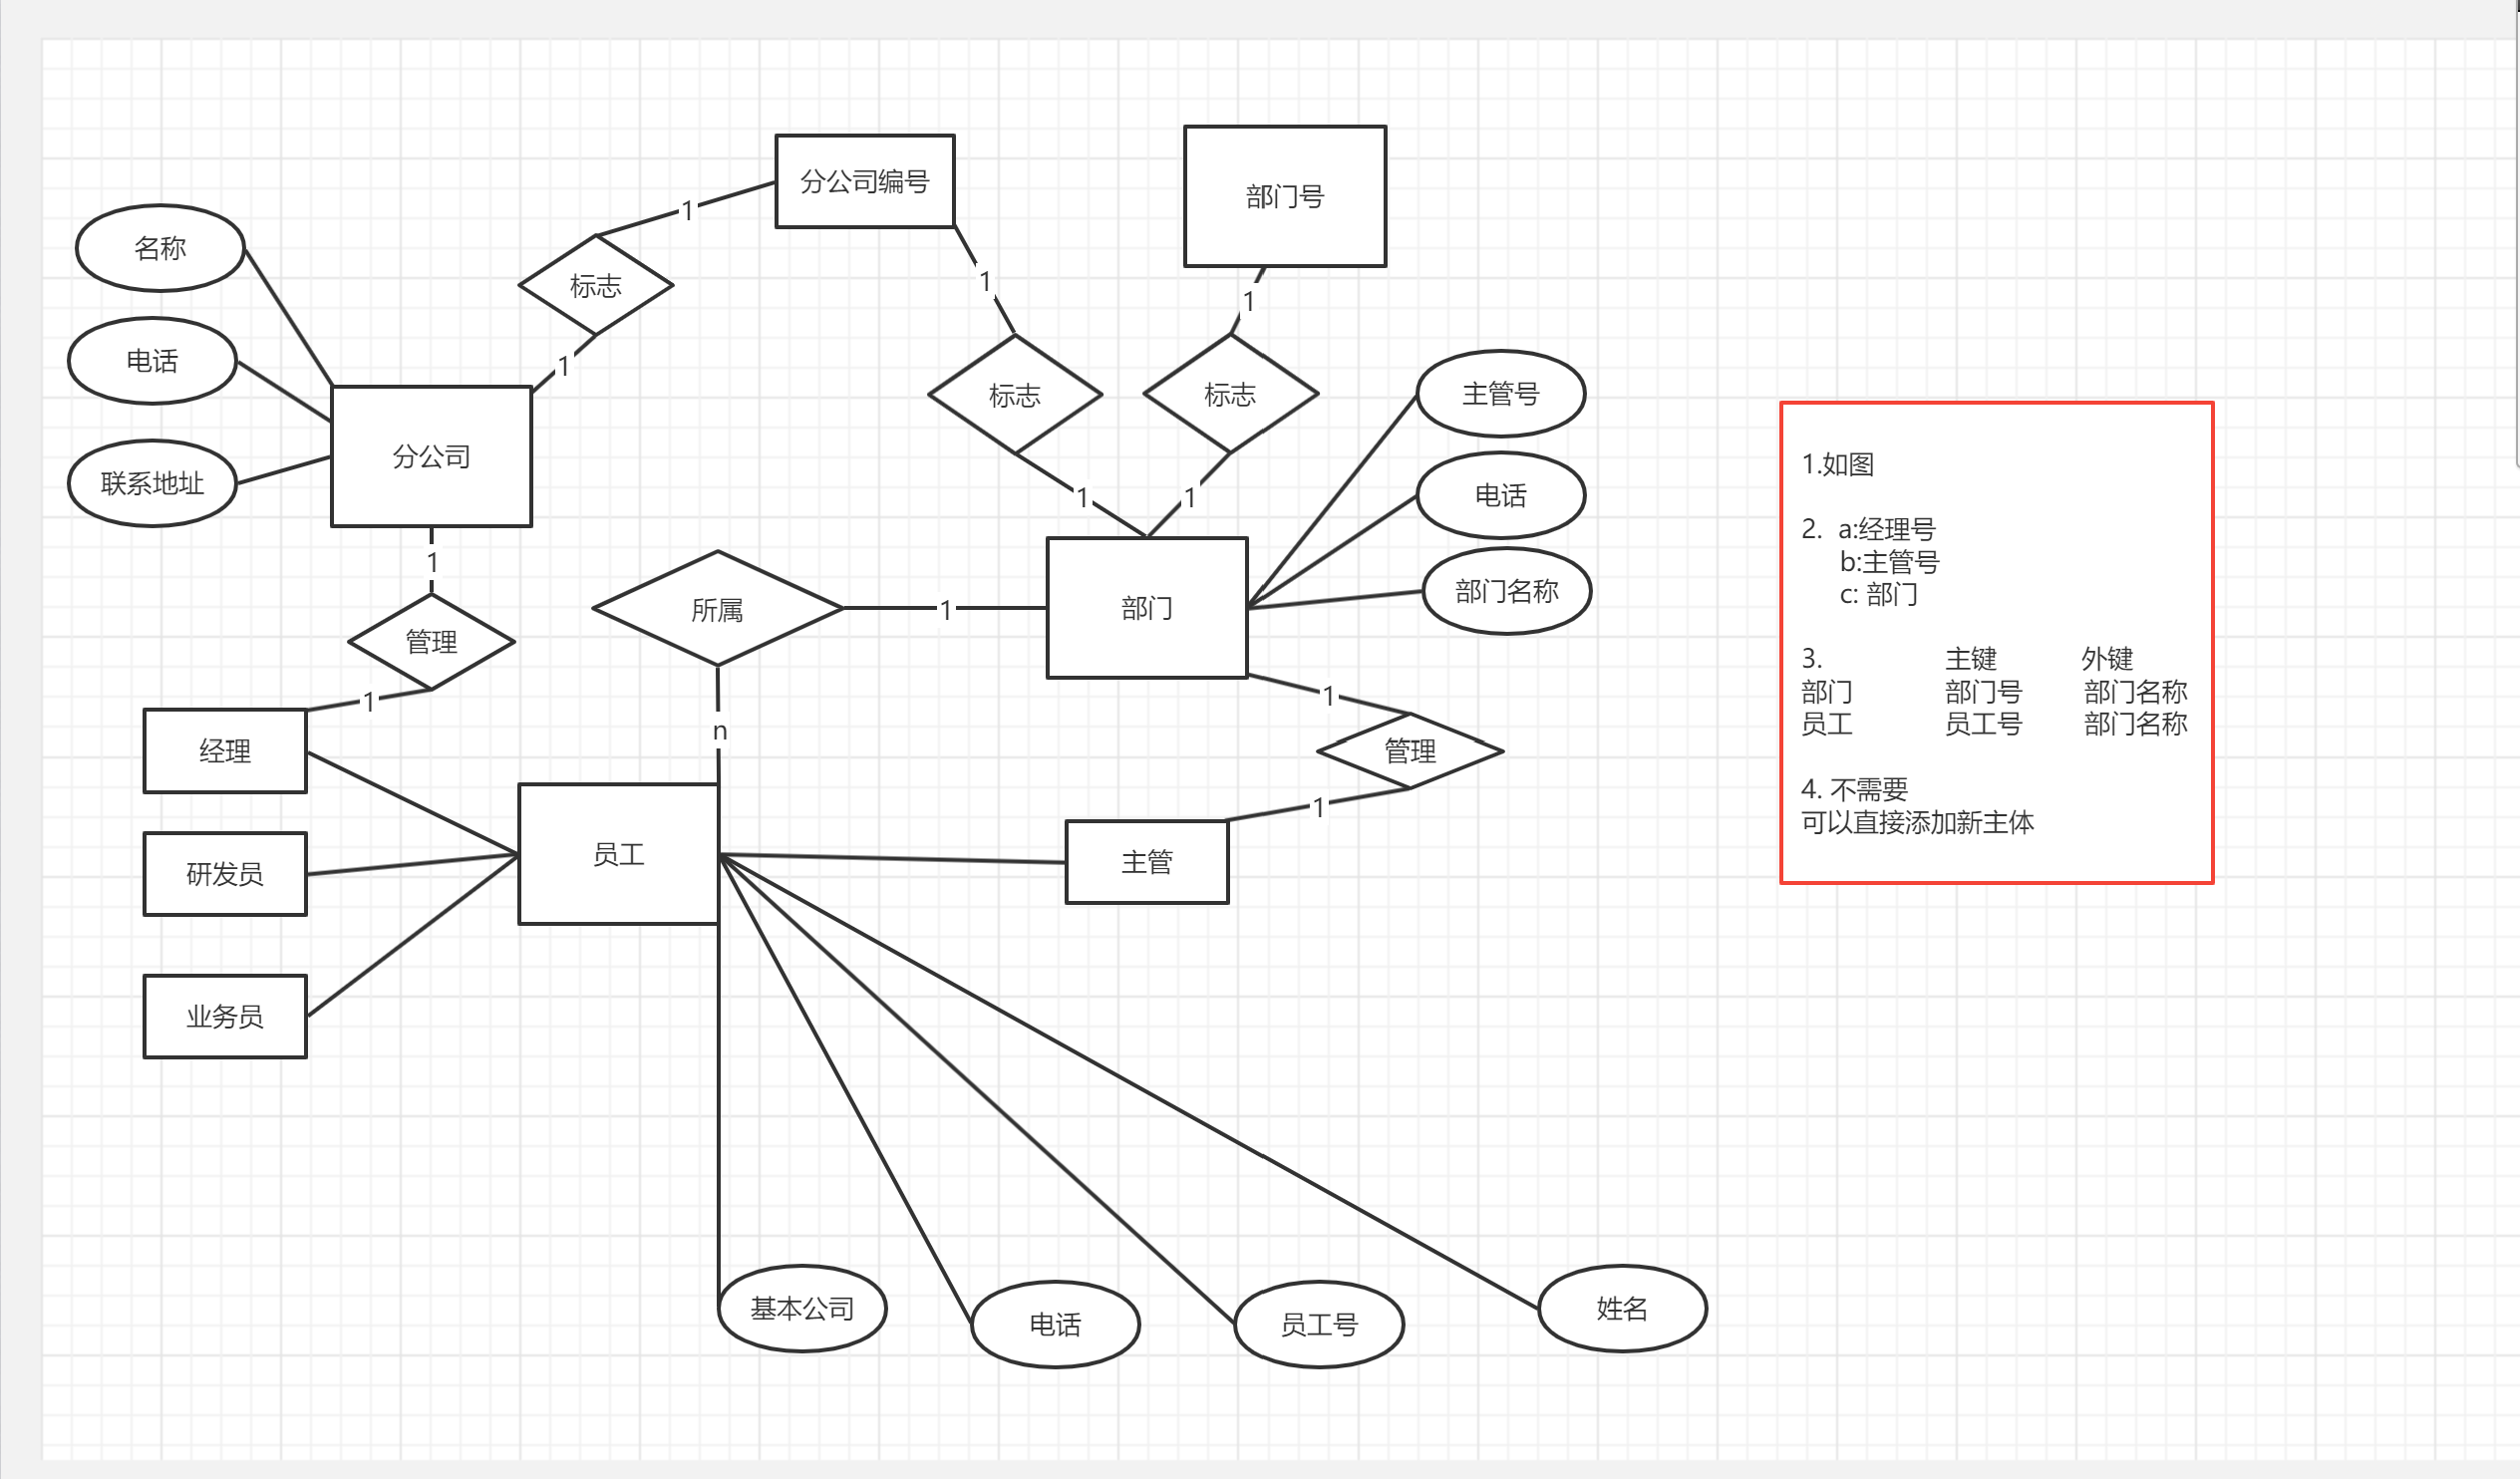 分公司编号
部门号
1
名称
标志
1
1
电话
1
标志
标志
主管号
分公司
联系地址
1
1
电话
1
所属
1
部门
部门名称
管理
1
1
n
经理
管理
1
员工
主管
研发员
业务员
基本公司
电话
员工号
姓名
1.如图
2. a:经理号
b:主管号
c: 部门
3. 主键 外键
部门 部门号 部门名称
员工 员工号 部门名称
4. 不需要
可以直接添加新主体